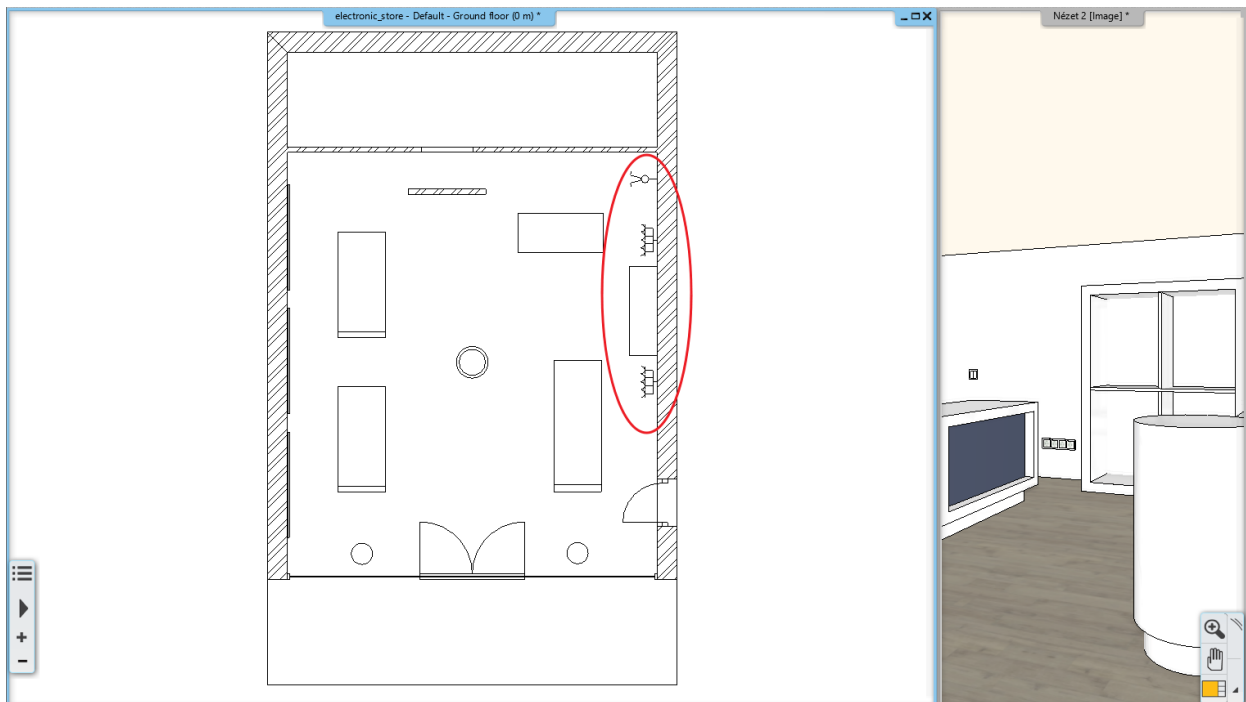 electronic_store - Default - Ground floor (0 m) *
Nézet 2 [Image] *